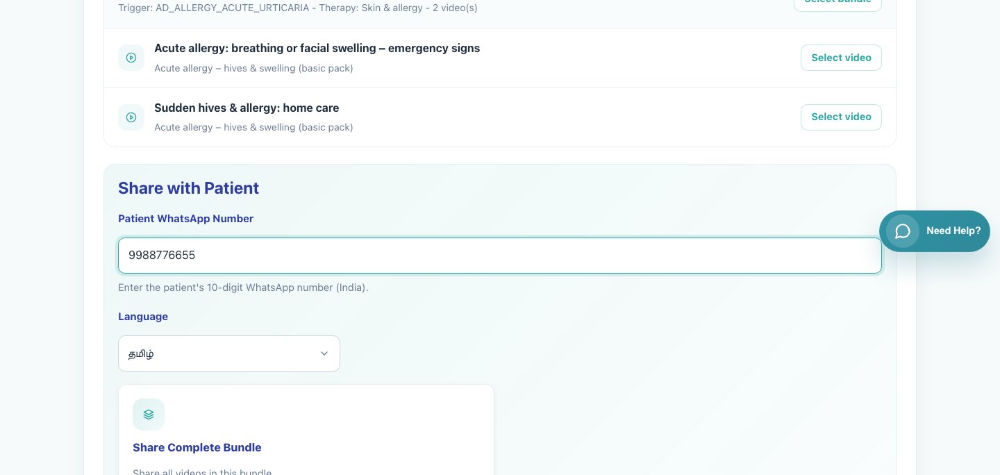 Trigger: AD_ALLERGY_ACUTE_URTICARIA - Therapy: Skin & allergy - 2 video(s)
Select bundle
Acute allergy: breathing or facial swelling – emergency signs
Acute allergy – hives & swelling (basic pack)
Select video
Sudden hives & allergy: home care
Acute allergy – hives & swelling (basic pack)
Select video
Share with Patient
Patient WhatsApp Number
9988776655
Need Help?
Enter the patient's 10-digit WhatsApp number (India).
Language
தமிழ்
Share Complete Bundle
Share all videos in this bundle